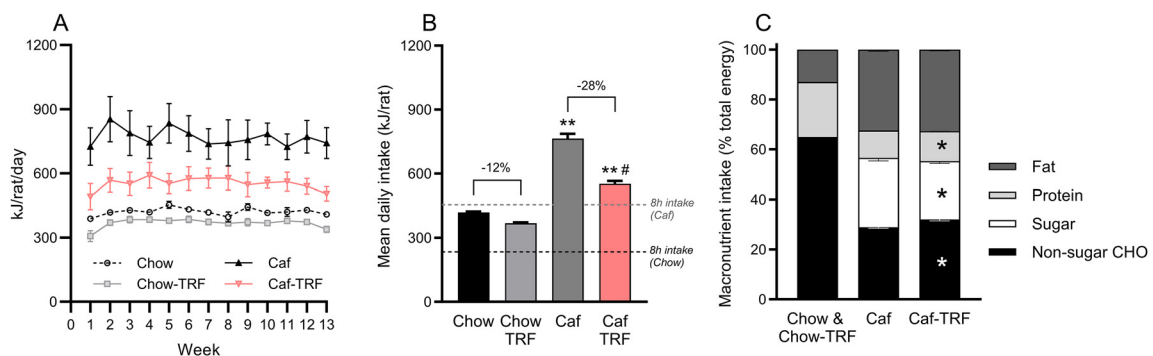 A
kJ/rat/day
1200
900
600
300
0
Chow
Caf
Chow-TRF
Caf-TRF
0 1 2 3 4 5 6 7 8 9 10 11 12 13
Week
B
Mean daily intake (kJ/rat)
1200
900
600
300
0
-12%
-28%
**
** #
8h intake
(Caf)
8h intake
(Chow)
Chow
Chow
TRF
Caf
Caf
TRF
C
Macronutrient intake (% total energy)
100
80
60
40
20
0
*
*
*
Chow &
Chow-TRF
Caf
Caf-TRF
Fat
Protein
Sugar
Non-sugar CHO